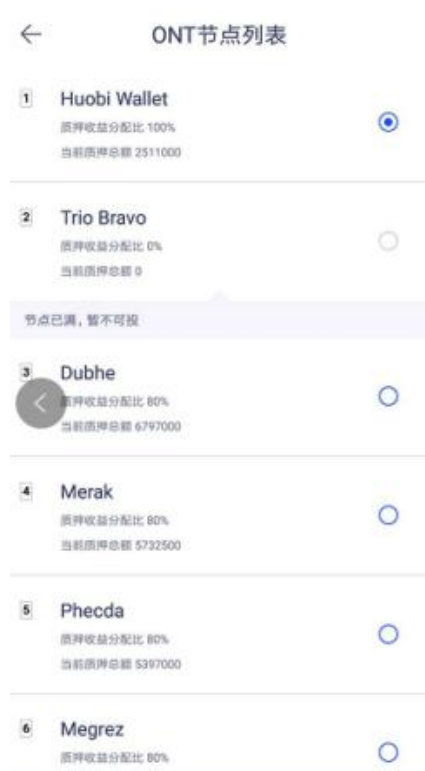 ONT节点列表
1 Huobi Wallet
质押收益分配比 100%
当前质押总额 2511000
2 Trio Bravo
质押收益分配比 0%
当前质押总额 0
节点已满，暂不可投
3 Dubhe
质押收益分配比 80%
当前质押总额 6797000
4 Merak
质押收益分配比 80%
当前质押总额 5732500
5 Phecda
质押收益分配比 80%
当前质押总额 5397000
6 Megrez
质押收益分配比 80%